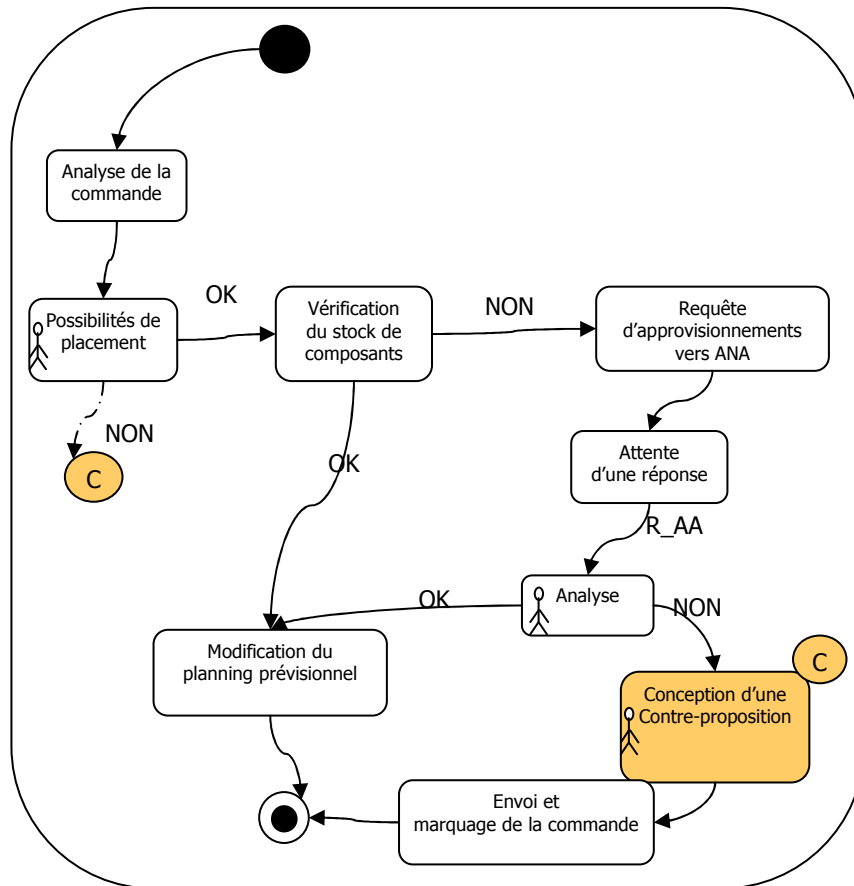 Analyse de la
commande
Possibilités de
placement
OK
Vérification
du stock de
composants
NON
Requête
d'approvisionnements
vers ANA
NON
C
OK
Attente
d'une réponse
R_AA
Analyse
OK
NON
Modification du
planning prévisionnel
C
Conception d'une
Contre-proposition
Envoi et
marquage de la commande